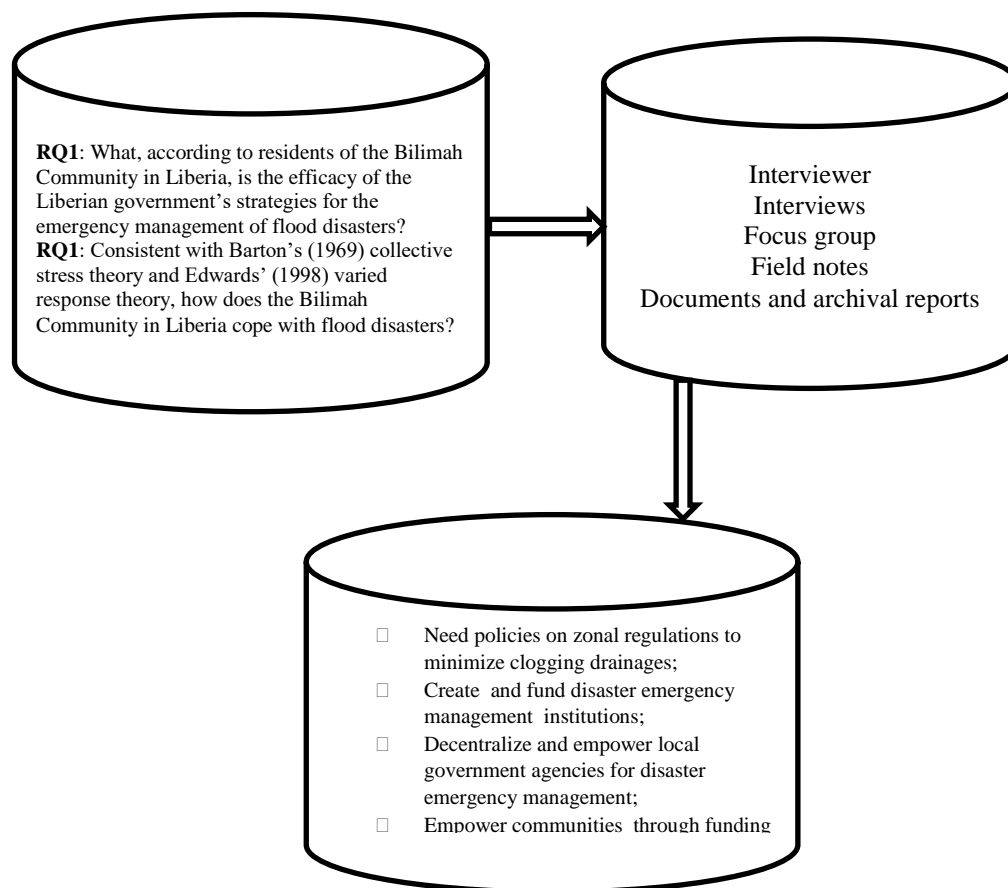 RQ1: What, according to residents of the Bilimah
Community in Liberia, is the efficacy of the
Liberian government’s strategies for the
emergency management of flood disasters?
RQ1: Consistent with Barton’s (1969) collective
stress theory and Edwards’ (1998) varied
response theory, how does the Bilimah
Community in Liberia cope with flood disasters?
Interviewer
Interviews
Focus group
Field notes
Documents and archival reports
Need policies on zonal regulations to
minimize clogging drainages;
Create and fund disaster emergency
management institutions;
Decentralize and empower local
government agencies for disaster
emergency management;
Empower communities through funding